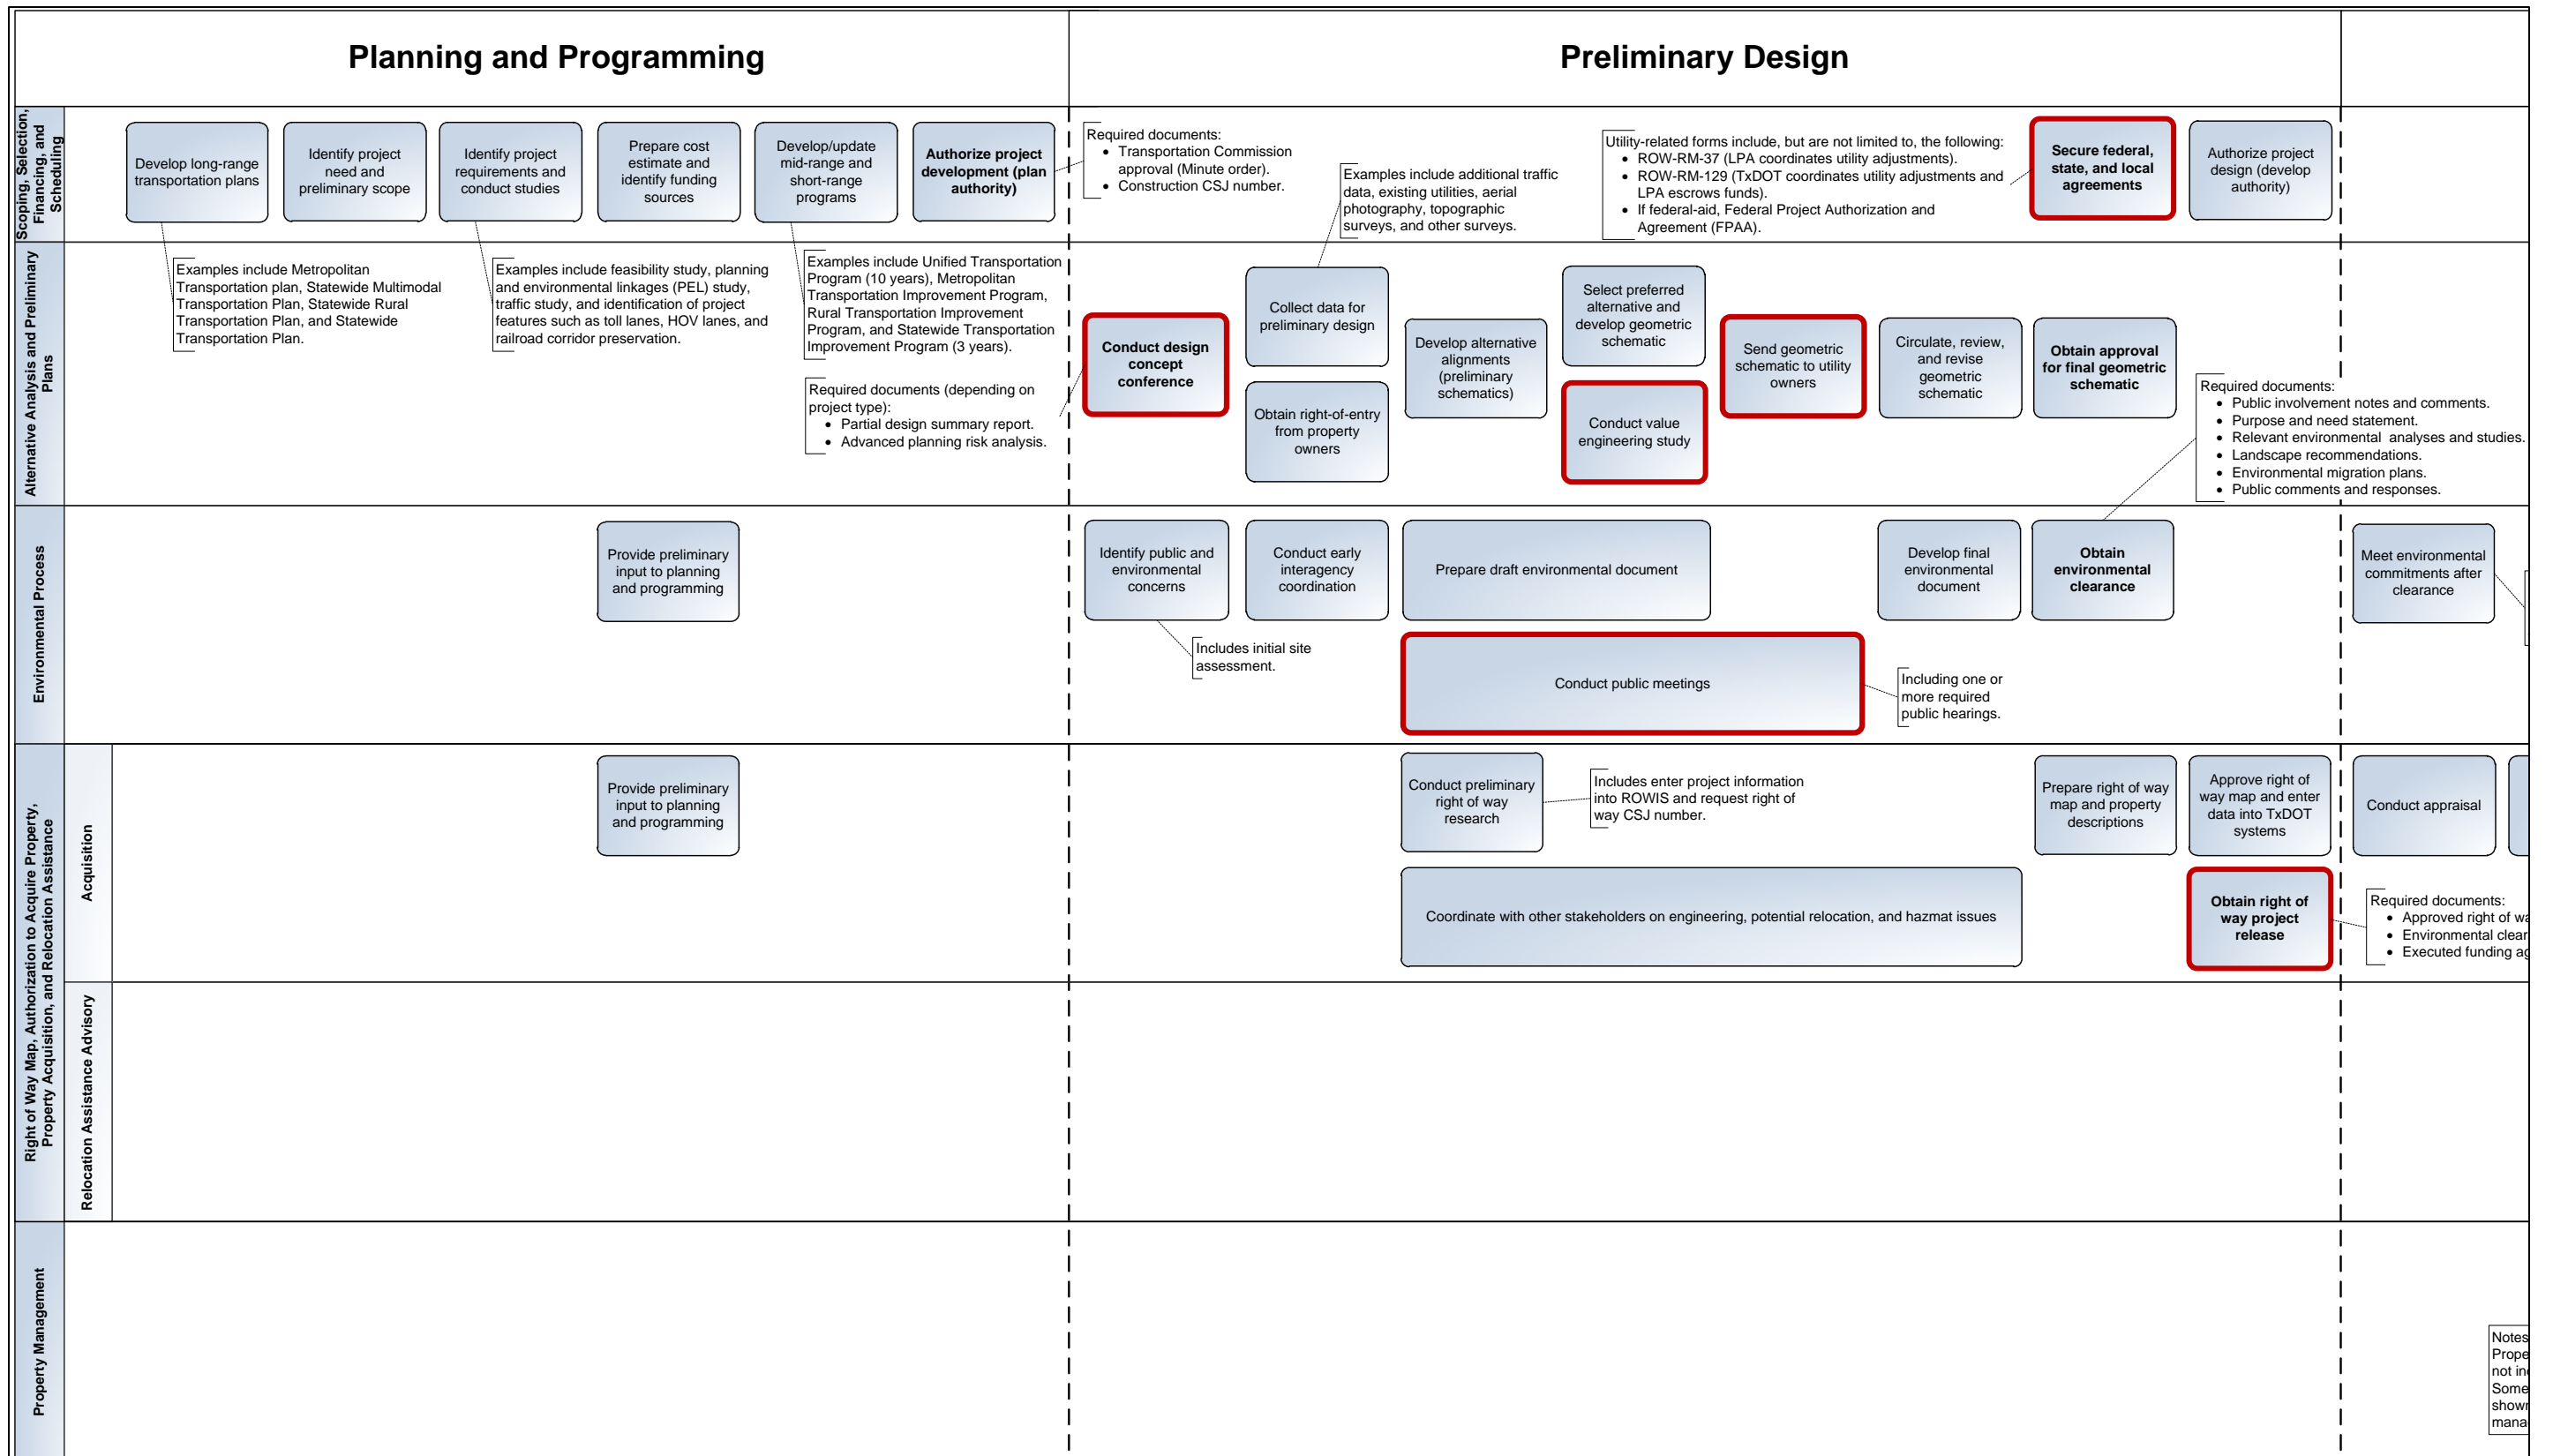 Planning and Programming
Preliminary Design
Scoping, Selection,
Financing, and
Scheduling
Develop long-range
transportation plans
Identify project
need and
preliminary scope
Identify project
requirements and
conduct studies
Prepare cost
estimate and
identify funding
sources
Develop/update
mid-range and
short-range
programs
Authorize project
development (plan
authority)
Required documents:
• Transportation Commission
approval (Minute order).
• Construction CSJ number.
Examples include additional traffic
data, existing utilities, aerial
photography, topographic
surveys, and other surveys.
Utility-related forms include, but are not limited to, the following:
• ROW-RM-37 (LPA coordinates utility adjustments).
• ROW-RM-129 (TxDOT coordinates utility adjustments and
LPA escrows funds).
• If federal-aid, Federal Project Authorization and
Agreement (FPAA).
Secure federal,
state, and local
agreements
Authorize project
design (develop
authority)
Alternative Analysis and Preliminary
Plans
Examples include Metropolitan
Transportation plan, Statewide Multimodal
Transportation Plan, Statewide Rural
Transportation Plan, and Statewide
Transportation Plan.
Examples include feasibility study, planning
and environmental linkages (PEL) study,
traffic study, and identification of project
features such as toll lanes, HOV lanes, and
railroad corridor preservation.
Examples include Unified Transportation
Program (10 years), Metropolitan
Transportation Improvement Program,
Rural Transportation Improvement
Program, and Statewide Transportation
Improvement Program (3 years).
Required documents (depending on
project type):
• Partial design summary report.
• Advanced planning risk analysis.
Conduct design
concept
conference
Collect data for
preliminary design
Obtain right-of-entry
from property
owners
Develop alternative
alignments
(preliminary
schematics)
Select preferred
alternative and
develop geometric
schematic
Conduct value
engineering study
Send geometric
schematic to utility
owners
Circulate, review,
and revise
geometric
schematic
Obtain approval
for final geometric
schematic
Required documents:
• Public involvement notes and comments.
• Purpose and need statement.
• Relevant environmental  analyses and studies.
• Landscape recommendations.
• Environmental migration plans.
• Public comments and responses.
Environmental Process
Provide preliminary
input to planning
and programming
Identify public and
environmental
concerns
Conduct early
interagency
coordination
Prepare draft environmental document
Develop final
environmental
document
Obtain
environmental
clearance
Meet environmental
commitments after
clearance
Includes initial site
assessment.
Conduct public meetings
Including one or
more required
public hearings.
Right of Way Map, Authorization to Acquire Property,
Property Acquisition, and Relocation Assistance
Acquisition
Provide preliminary
input to planning
and programming
Conduct preliminary
right of way
research
Includes enter project information
into ROWIS and request right of
way CSJ number.
Prepare right of way
map and property
descriptions
Approve right of
way map and enter
data into TxDOT
systems
Conduct appraisal
Coordinate with other stakeholders on engineering, potential relocation, and hazmat issues
Obtain right of
way project
release
Required documents:
• Approved right of
• Environmental
• Executed funding
Relocation Assistance Advisory
Property Management
Notes
not
Some